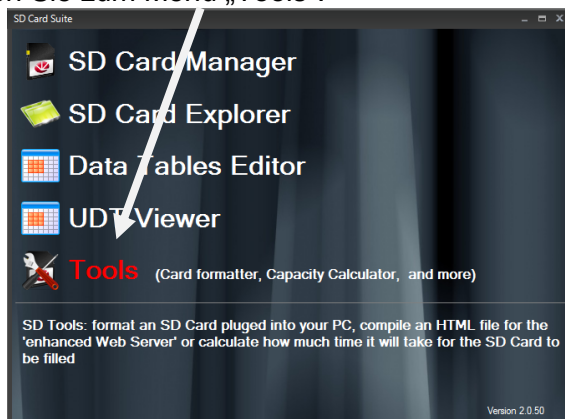 Sie zum Menü „Tools“.
SD Card Suite
SD Card Manager
SD Card Explorer
Data Tables Editor
UDT Viewer
Tools (Card formatter, Capacity Calculator, and more)
SD Tools: format an SD Card pluged into your PC, compile an HTML file for the
'enhanced Web Server' or calculate how much time it will take for the SD Card to
be filled
Version 2.0.50